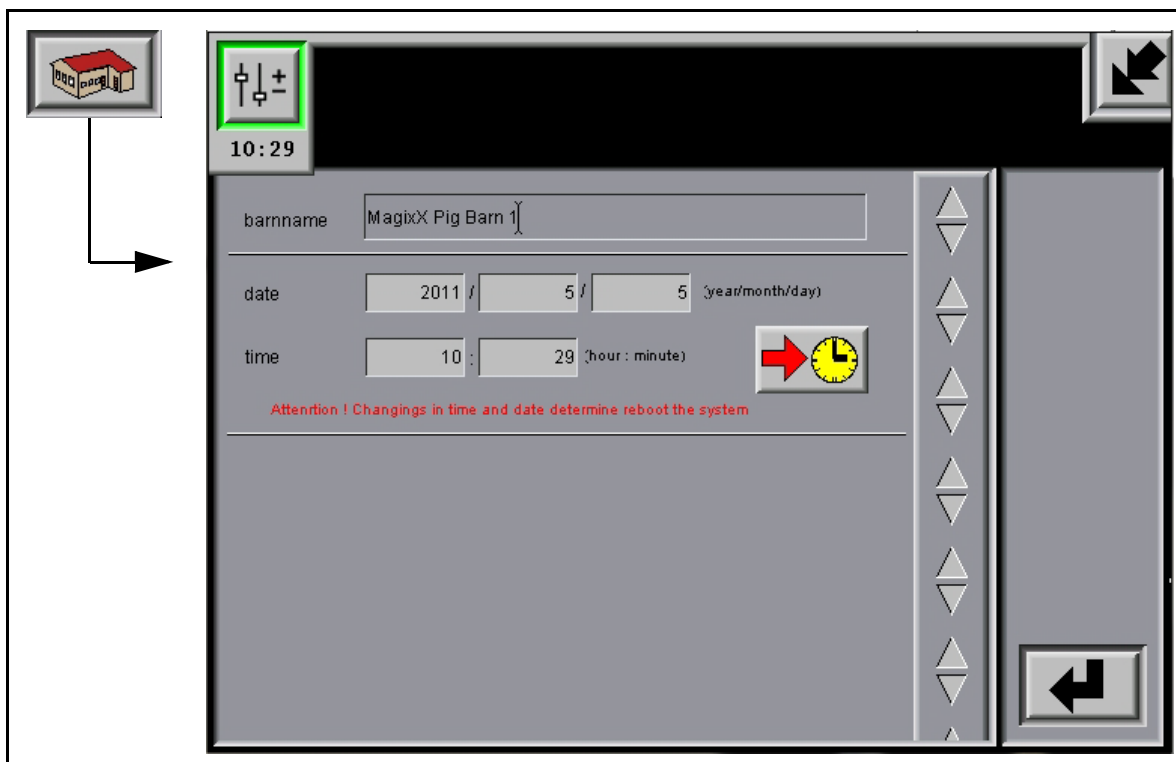 10:29
barnname MagixX Pig Barn 1
date 2011 / 5 / 5 (year/month/day)
time 10 : 29 (hour : minute)
Attenrtion ! Changings in time and date determine reboot the system